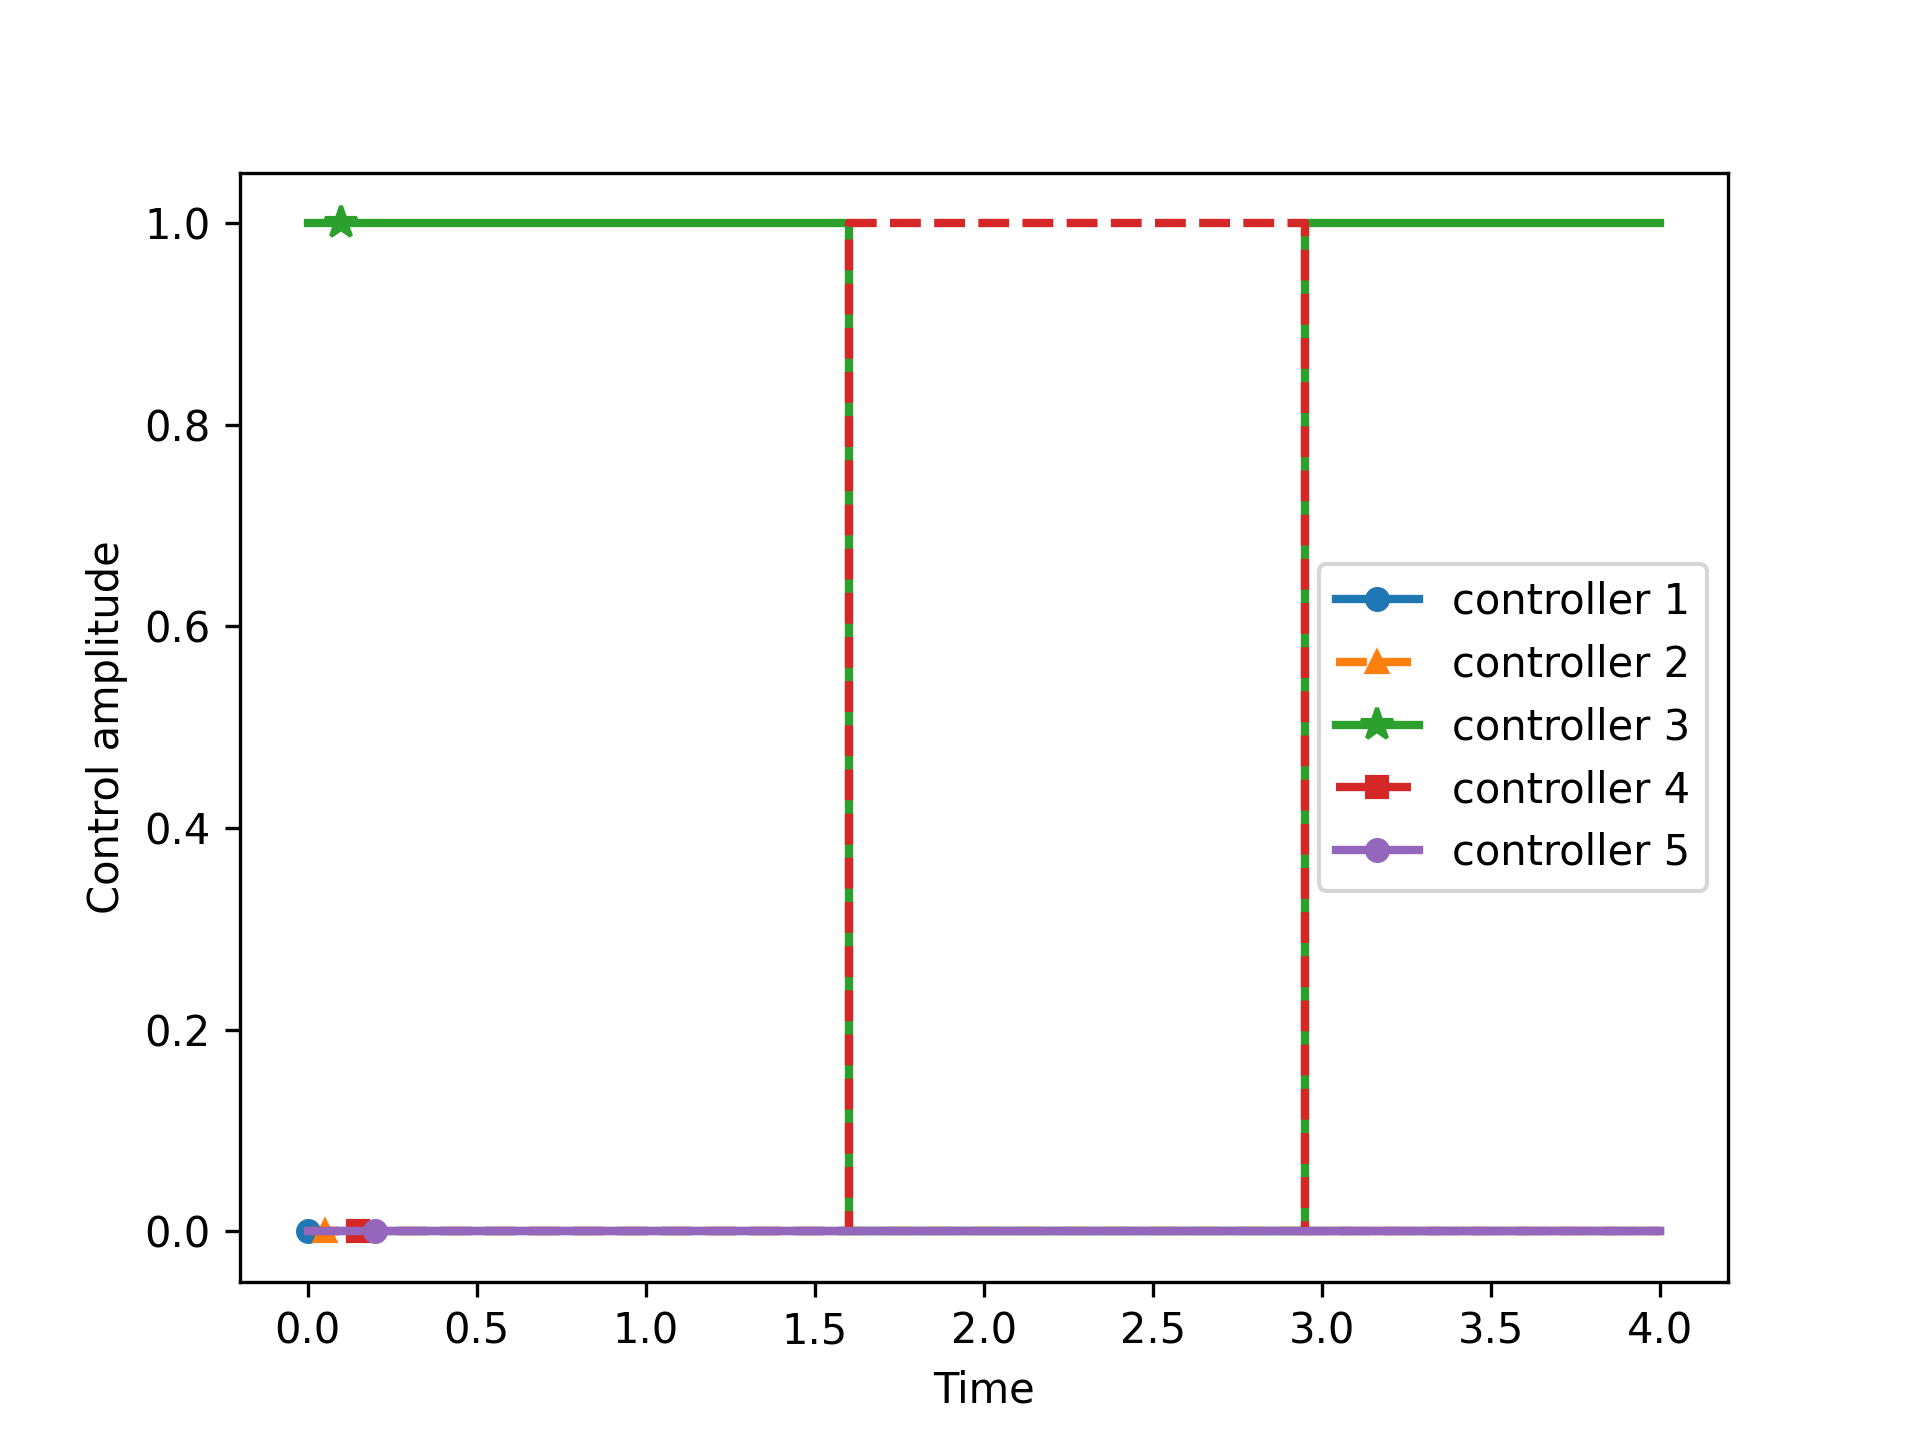 1.0
0.8
0.6
0.4
0.2
0.0
Control amplitude
controller 1
controller 2
controller 3
controller 4
controller 5
0.0 0.5 1.0 1.5 2.0 2.5 3.0 3.5 4.0
Time